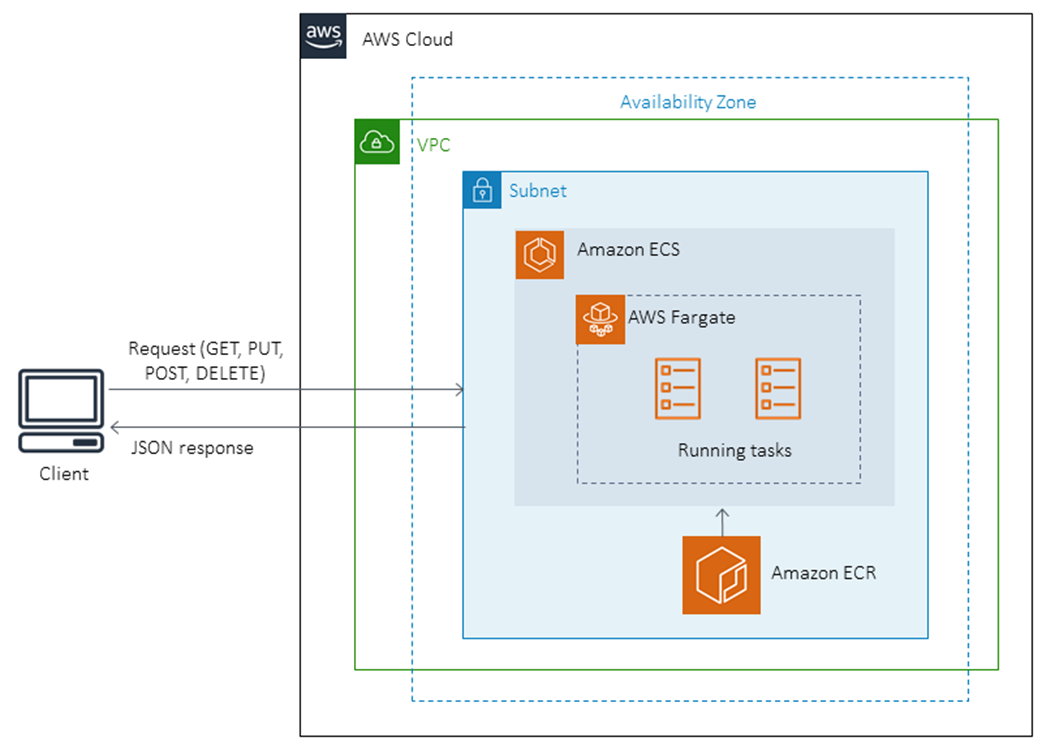 aws
AWS Cloud
Availability Zone
VPC
Subnet
Amazon ECS
AWS Fargate
Request (GET, PUT,
POST, DELETE)
JSON response
Client
Running tasks
Amazon ECR